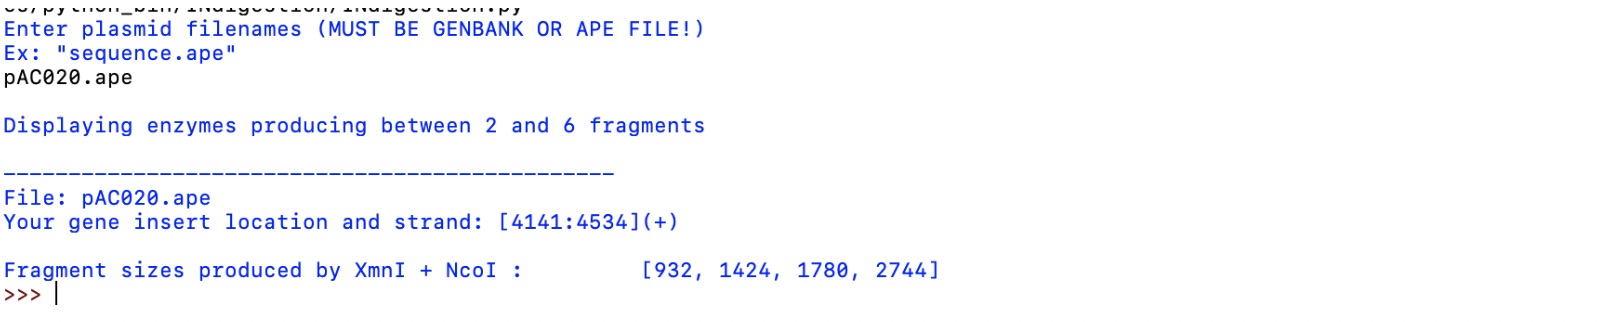 Enter plasmid filenames (MUST BE GENBANK OR APE FILE!)
Ex: "sequence.ape"
pAC020.ape
Displaying enzymes producing between 2 and 6 fragments
-----------------------------------------------
File: pAC020.ape
Your gene insert location and strand: [4141:4534](+)
Fragment sizes produced by XmnI + NcoI : [932, 1424, 1780, 2744]
>>>